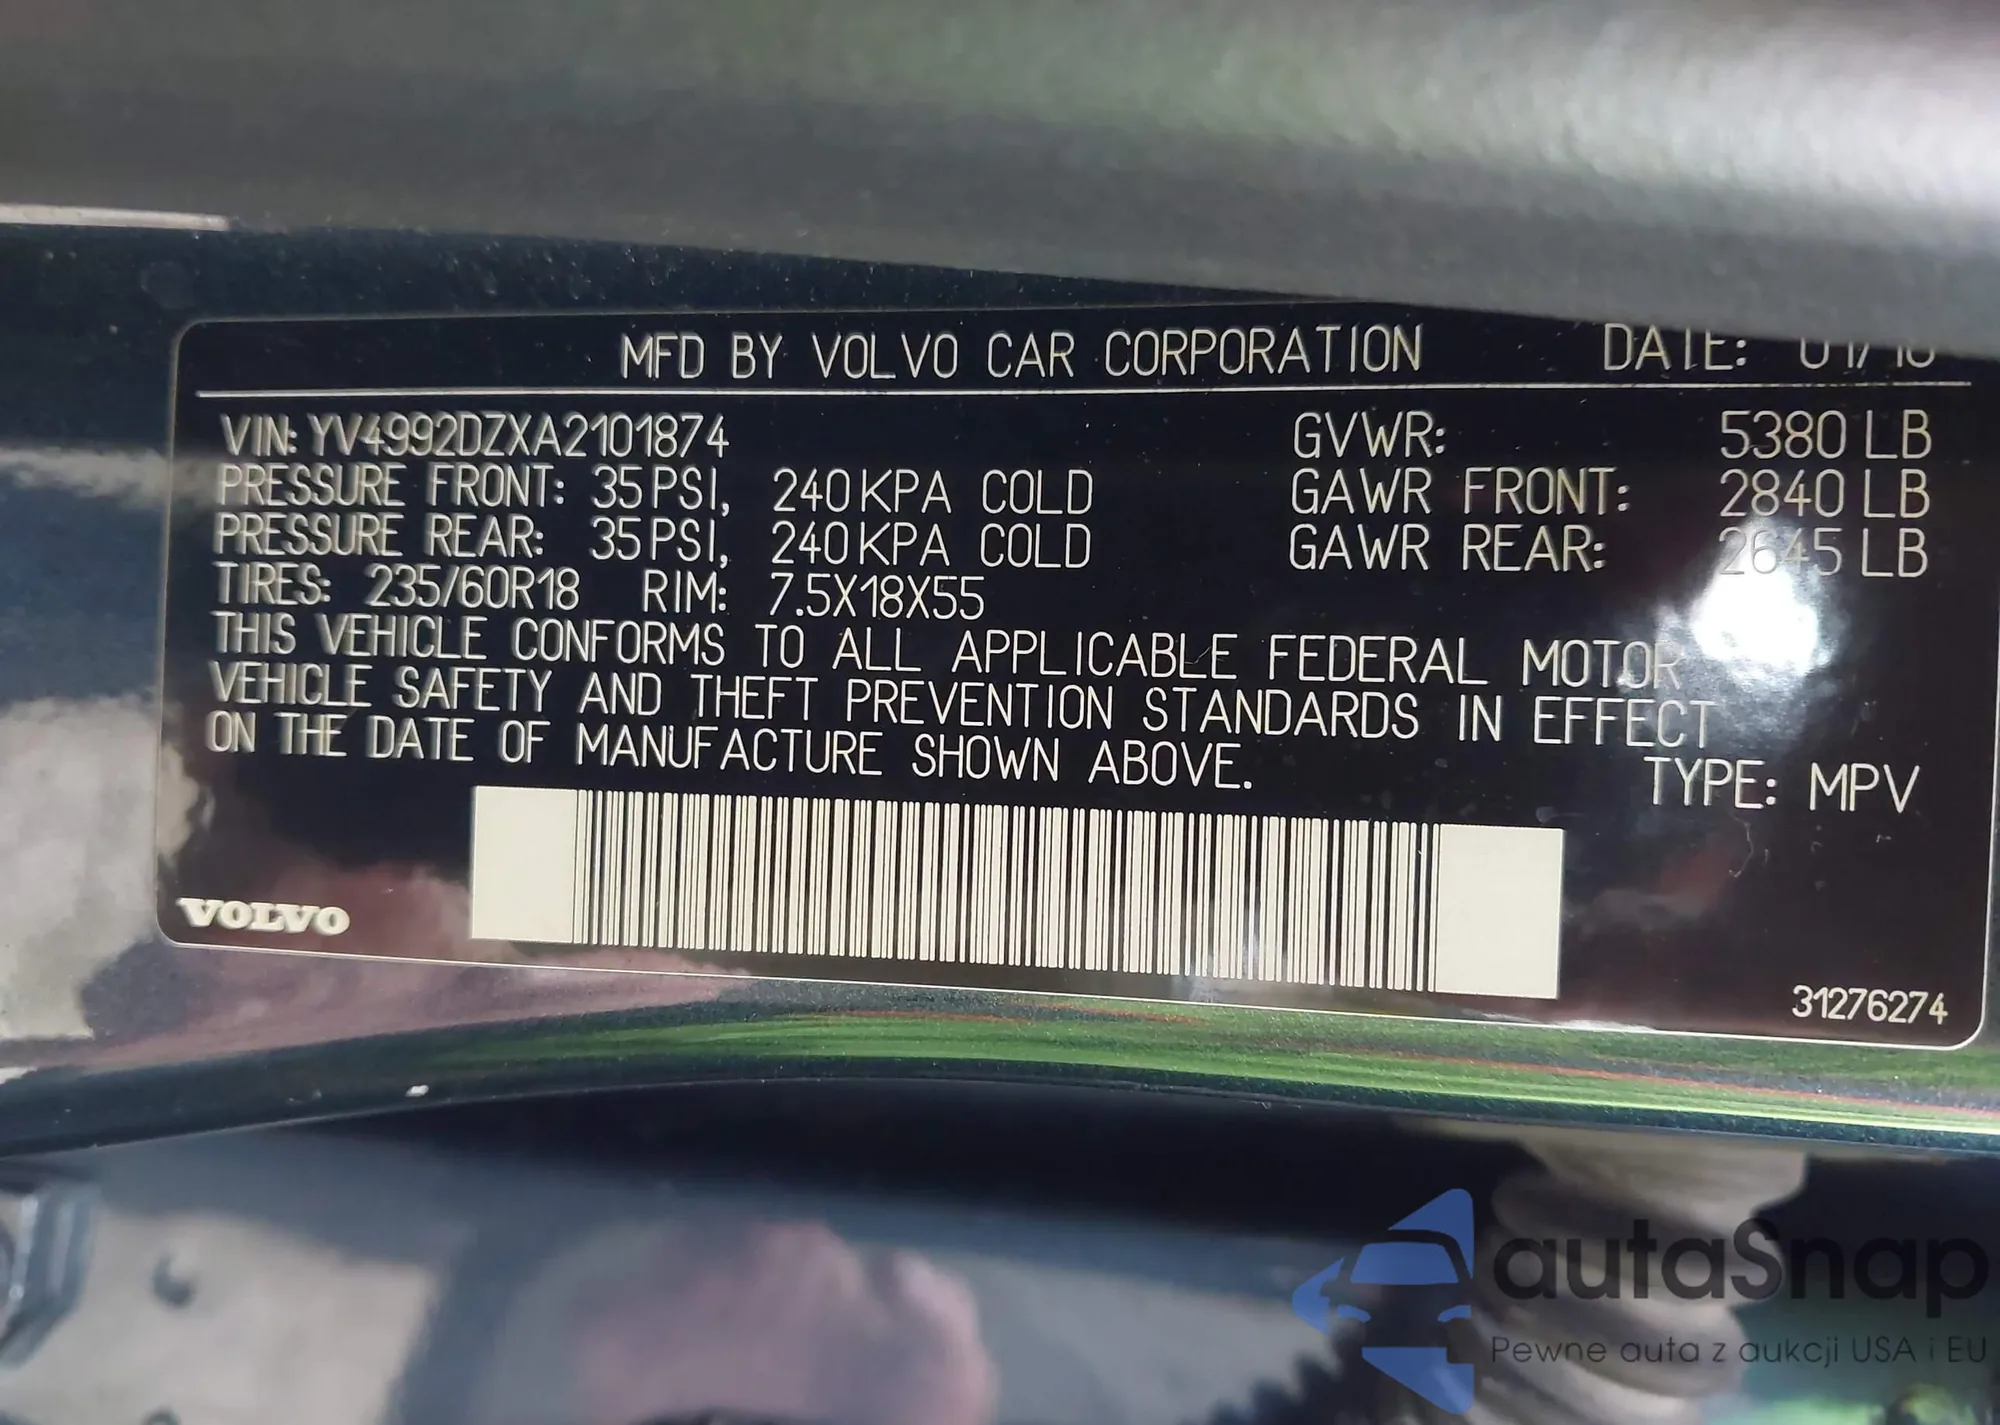 MFD BY VOLVO CAR CORPORATION DATE: 01/10
VIN: YV4992DZXA2101874 GVWR: 5380 LB
PRESSURE FRONT: 35 PSI, 240 KPA COLD GAWR FRONT: 2840 LB
PRESSURE REAR: 35 PSI, 240 KPA COLD GAWR REAR: 2645 LB
TIRES: 235/60R18 RIM: 7.5X18X55
THIS VEHICLE CONFORMS TO ALL APPLICABLE FEDERAL MOTOR
VEHICLE SAFETY AND THEFT PREVENTION STANDARDS IN EFFECT
ON THE DATE OF MANUFACTURE SHOWN ABOVE.
TYPE: MPV
VOLVO
31276274
autaSnap
Pewne auta z aukcji USA i EU